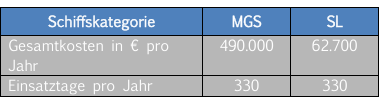 Schiffskategorie MGS SL
Gesamtkosten in € pro 490.000 62.700
Jahr
Einsatztage pro Jahr 330 330